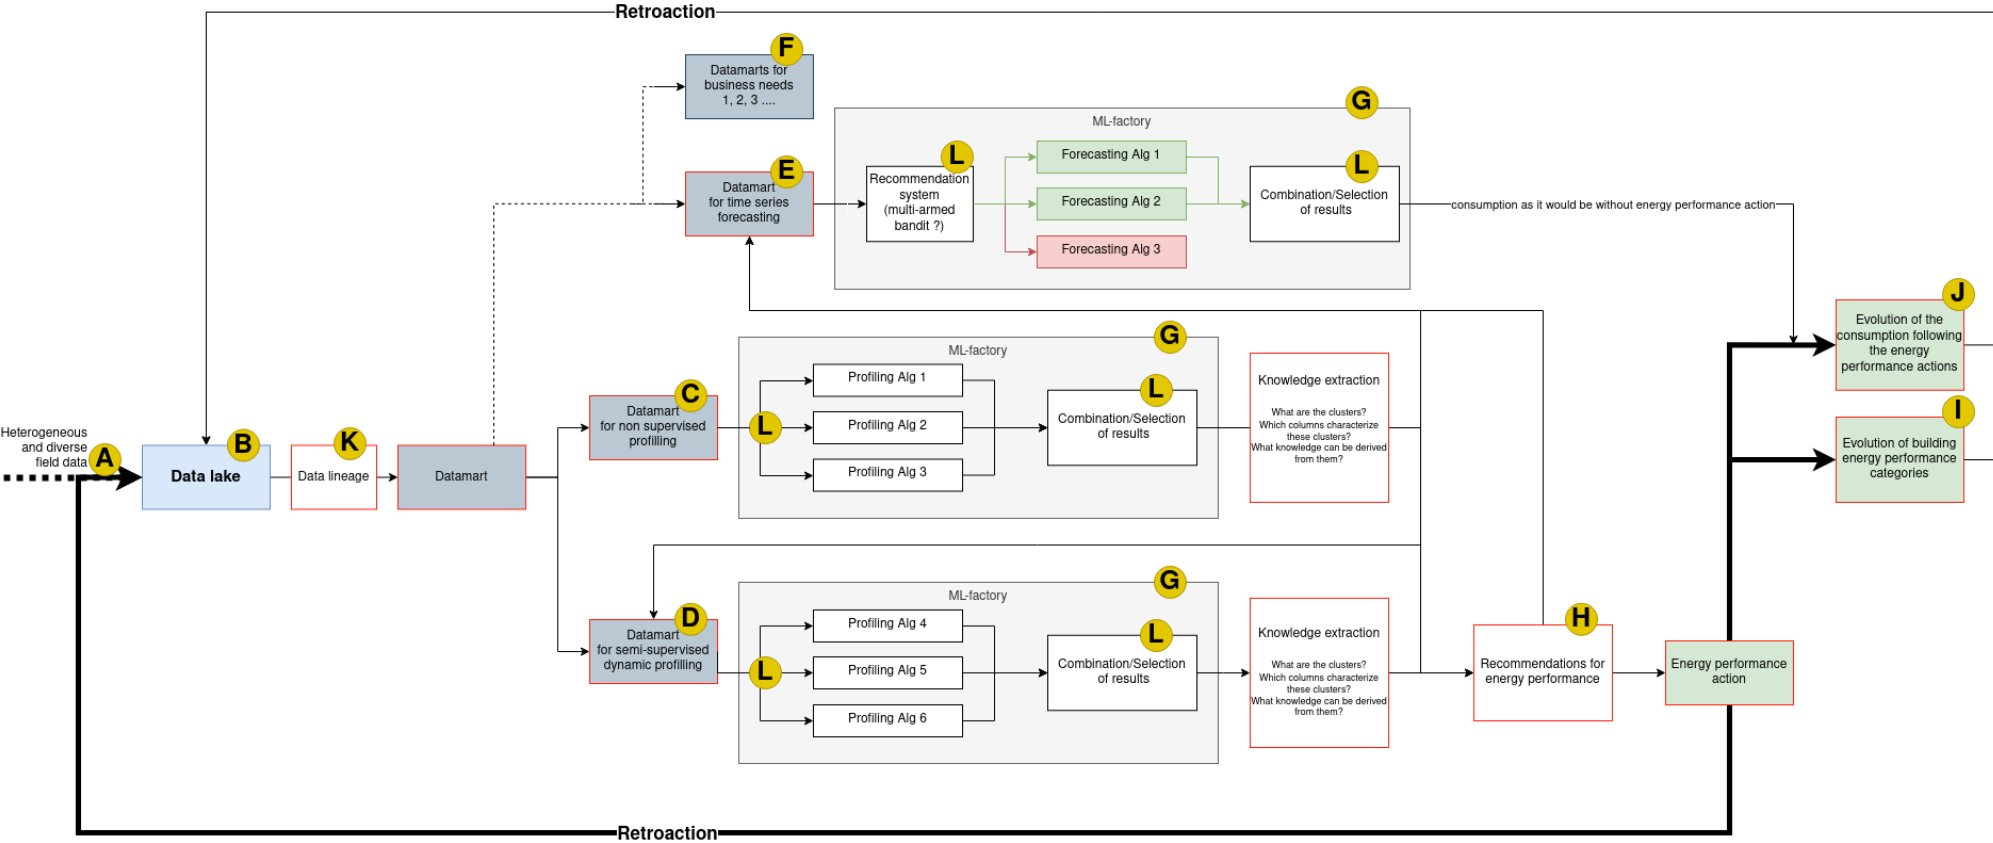 Retroaction
F
Datamarts for
business needs
1, 2, 3 ....
G
ML-factory
E
Datamart
for time series
forecasting
L
Recommendation
system
(multi-armed
bandit ?)
Forecasting Alg 1
Forecasting Alg 2
Forecasting Alg 3
L
Combination/Selection
of results
consumption as it would be without energy performance action
J
Evolution of the
consumption following
the energy
performance actions
I
Evolution of building
energy performance
categories
Heterogeneous
and diverse
field data
A
B
Data lake
K
Data lineage
Datamart
C
Datamart
for non supervised
profilling
G
ML-factory
L
Profiling Alg 1
Profiling Alg 2
Profiling Alg 3
L
Combination/Selection
of results
Knowledge extraction
What are the clusters?
Which columns characterize
these clusters?
What knowledge can be derived
from them?
D
Datamart
for semi-supervised
dynamic profilling
G
ML-factory
L
Profiling Alg 4
Profiling Alg 5
Profiling Alg 6
L
Combination/Selection
of results
Knowledge extraction
What are the clusters?
Which columns characterize
these clusters?
What knowledge can be derived
from them?
H
Recommendations for
energy performance
Energy performance
action
Retroaction